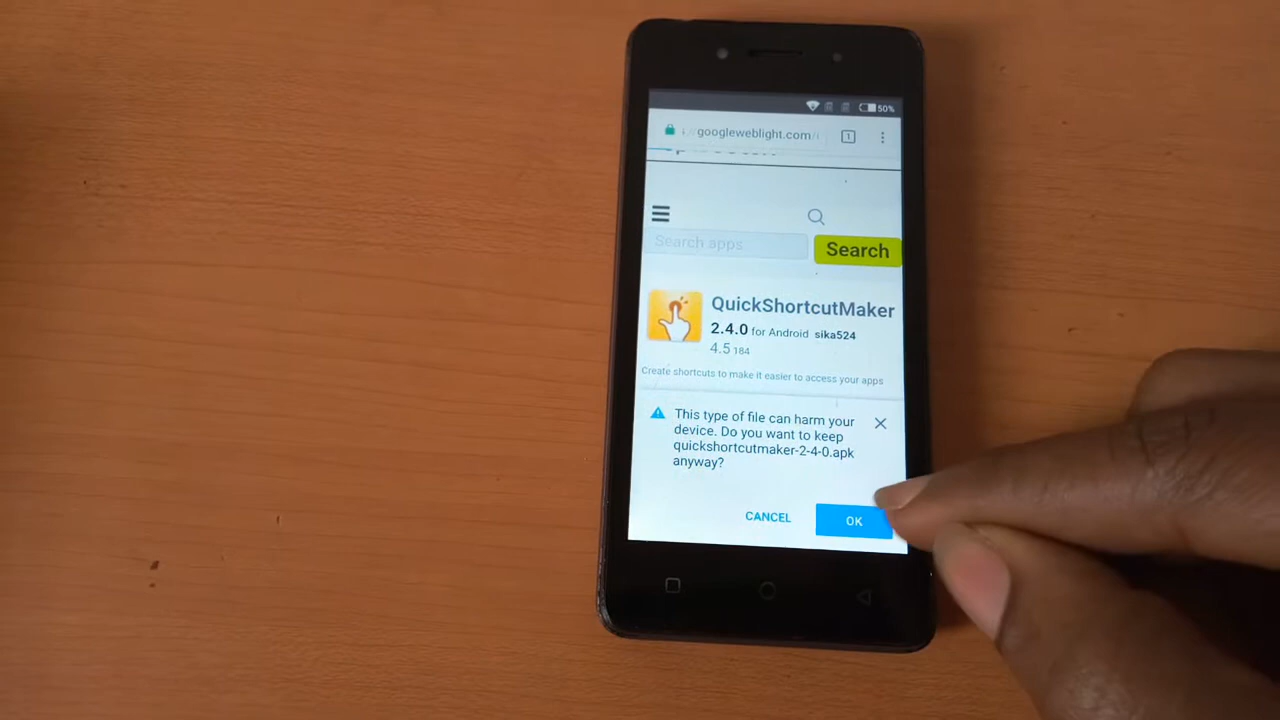 50%
googleweblight.com/
1
Search apps
Search
QuickShortcutMaker
2.4.0 for Android sika524
4.5 184
Create shortcuts to make it easier to access your apps
This type of file can harm your
device. Do you want to keep
quickshortcutmaker-2-4-0.apk
anyway?
CANCEL
OK